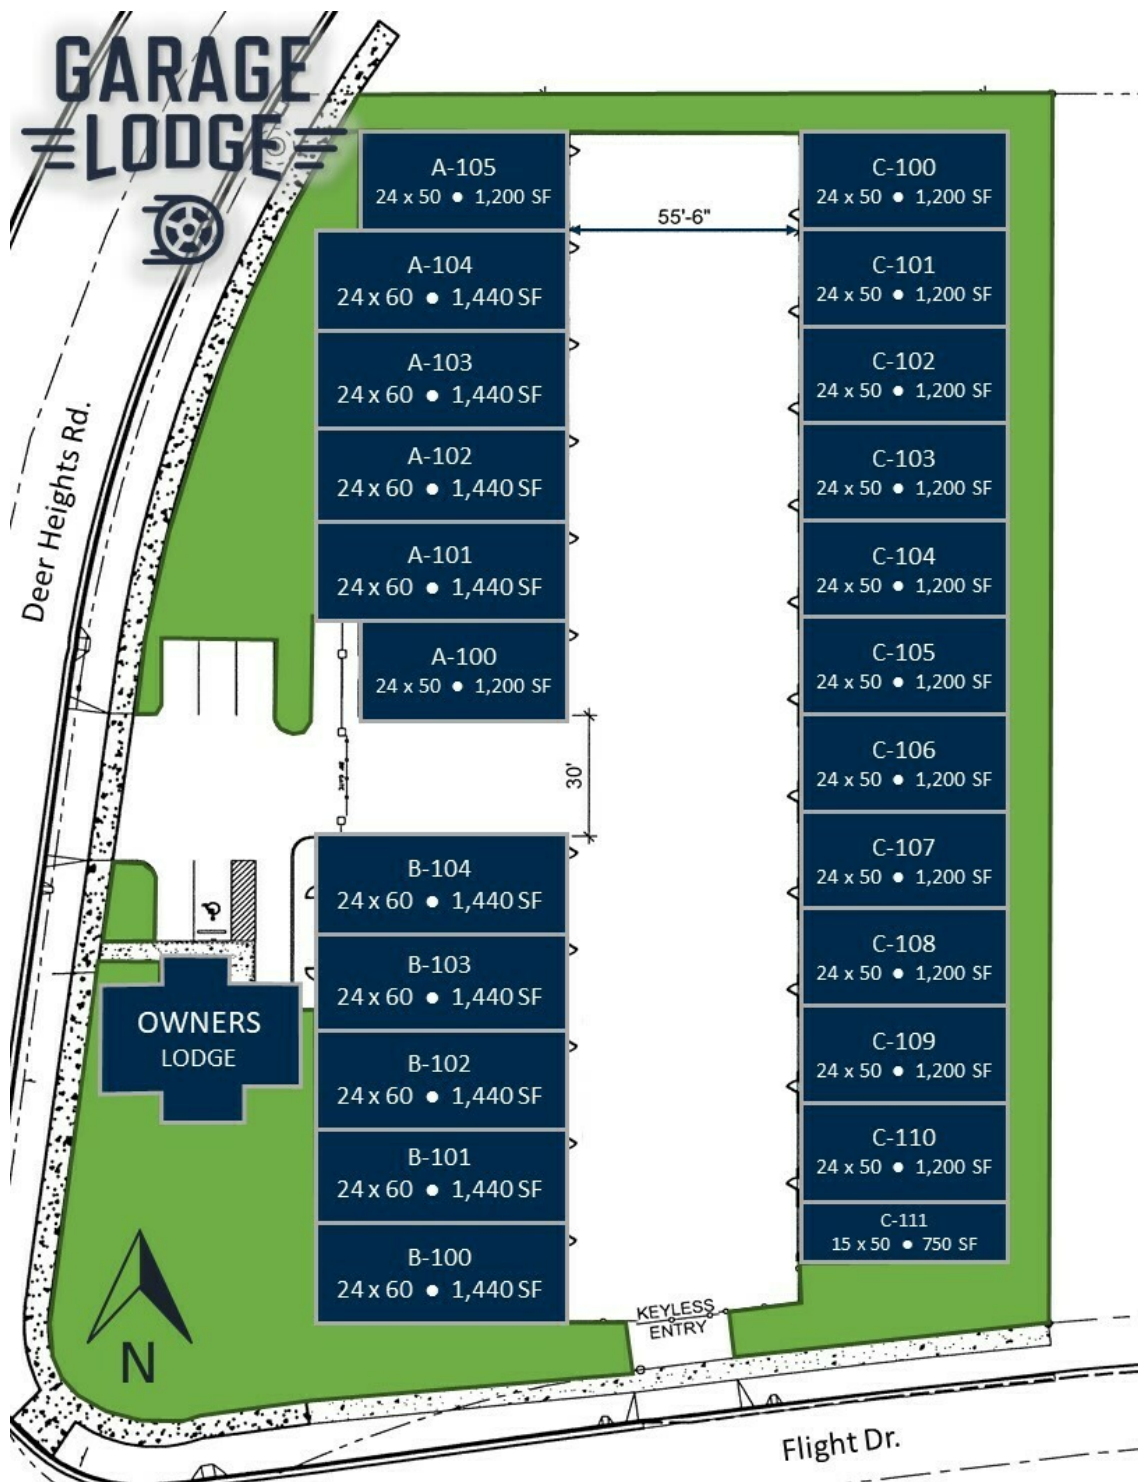 GARAGE
LODGE
A-105
24 x 50 ● 1,200 SF
A-104
24 x 60 ● 1,440 SF
A-103
24 x 60 ● 1,440 SF
A-102
24 x 60 ● 1,440 SF
A-101
24 x 60 ● 1,440 SF
A-100
24 x 50 ● 1,200 SF
55'-6"
C-100
24 x 50 ● 1,200 SF
C-101
24 x 50 ● 1,200 SF
C-102
24 x 50 ● 1,200 SF
C-103
24 x 50 ● 1,200 SF
C-104
24 x 50 ● 1,200 SF
C-105
24 x 50 ● 1,200 SF
C-106
24 x 50 ● 1,200 SF
C-107
24 x 50 ● 1,200 SF
C-108
24 x 50 ● 1,200 SF
C-109
24 x 50 ● 1,200 SF
C-110
24 x 50 ● 1,200 SF
C-111
15 x 50 ● 750 SF
Deer Heights Rd.
30'
B-104
24 x 60 ● 1,440 SF
B-103
24 x 60 ● 1,440 SF
B-102
24 x 60 ● 1,440 SF
B-101
24 x 60 ● 1,440 SF
B-100
24 x 60 ● 1,440 SF
OWNERS
LODGE
N
KEYLESS
ENTRY
Flight Dr.